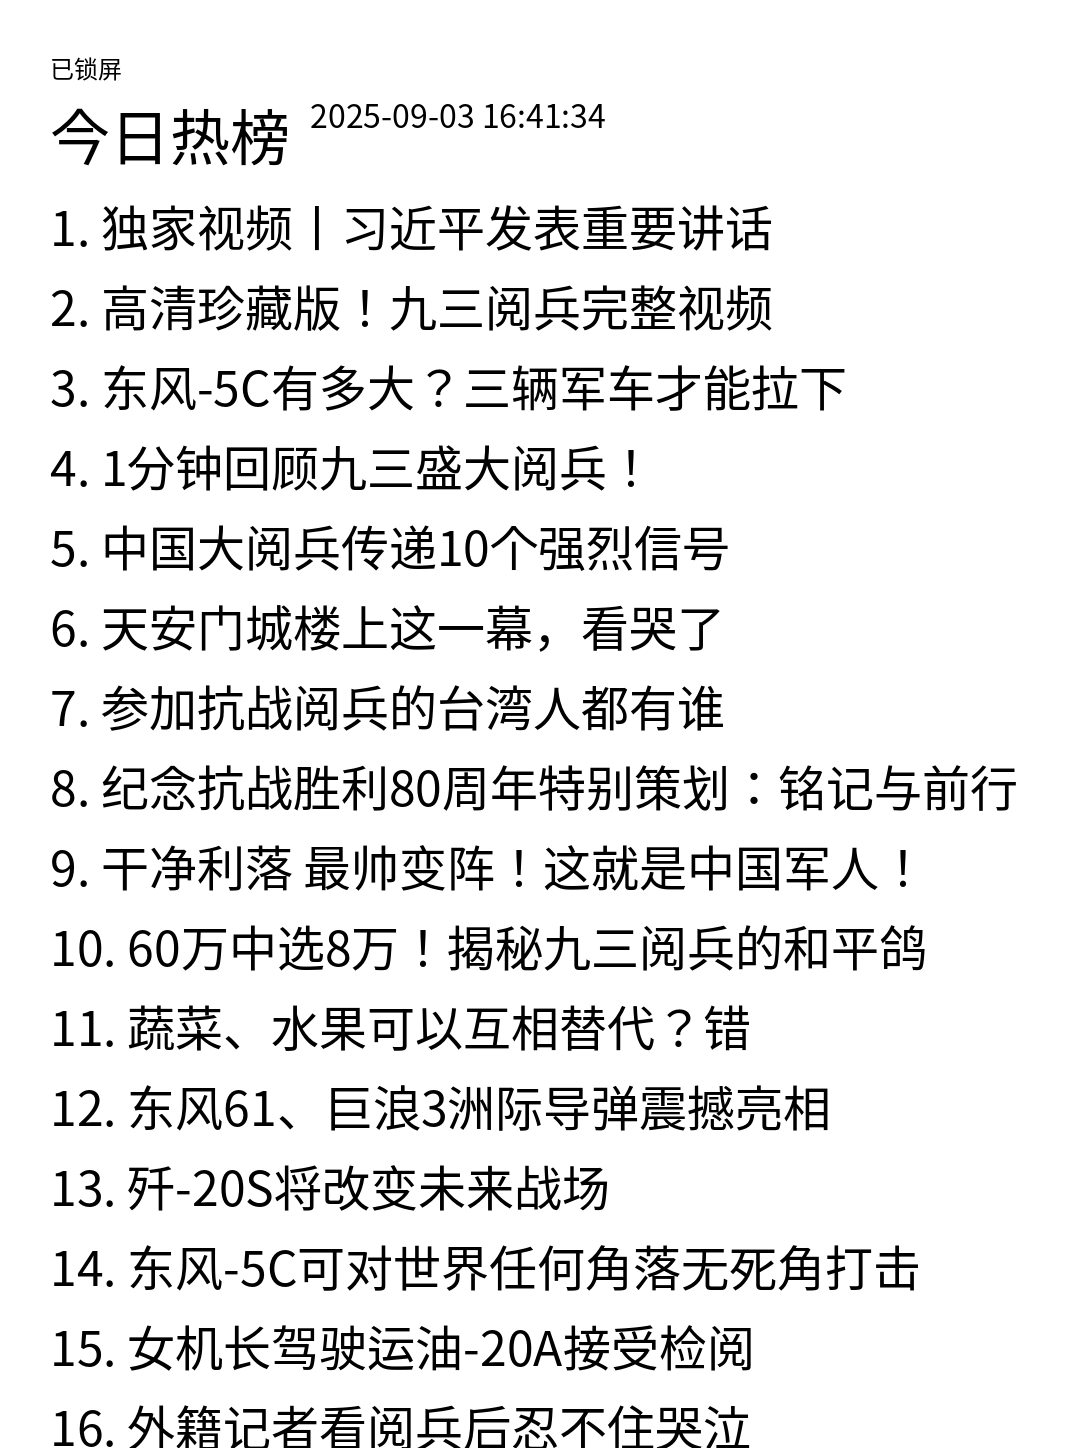 已锁屏
今日热榜 2025-09-03 16:41:34
1. 独家视频丨习近平发表重要讲话
2. 高清珍藏版！九三阅兵完整视频
3. 东风-5C有多大？三辆军车才能拉下
4. 1分钟回顾九三盛大阅兵！
5. 中国大阅兵传递10个强烈信号
6. 天安门城楼上这一幕，看哭了
7. 参加抗战阅兵的台湾人都有谁
8. 纪念抗战胜利80周年特别策划：铭记与前行
9. 干净利落 最帅变阵！这就是中国军人！
10. 60万中选8万！揭秘九三阅兵的和平鸽
11. 蔬菜、水果可以互相替代？错
12. 东风61、巨浪3洲际导弹震撼亮相
13. 歼-20S将改变未来战场
14. 东风-5C可对世界任何角落无死角打击
15. 女机长驾驶运油-20A接受检阅
16. 外籍记者看阅兵后忍不住哭泣